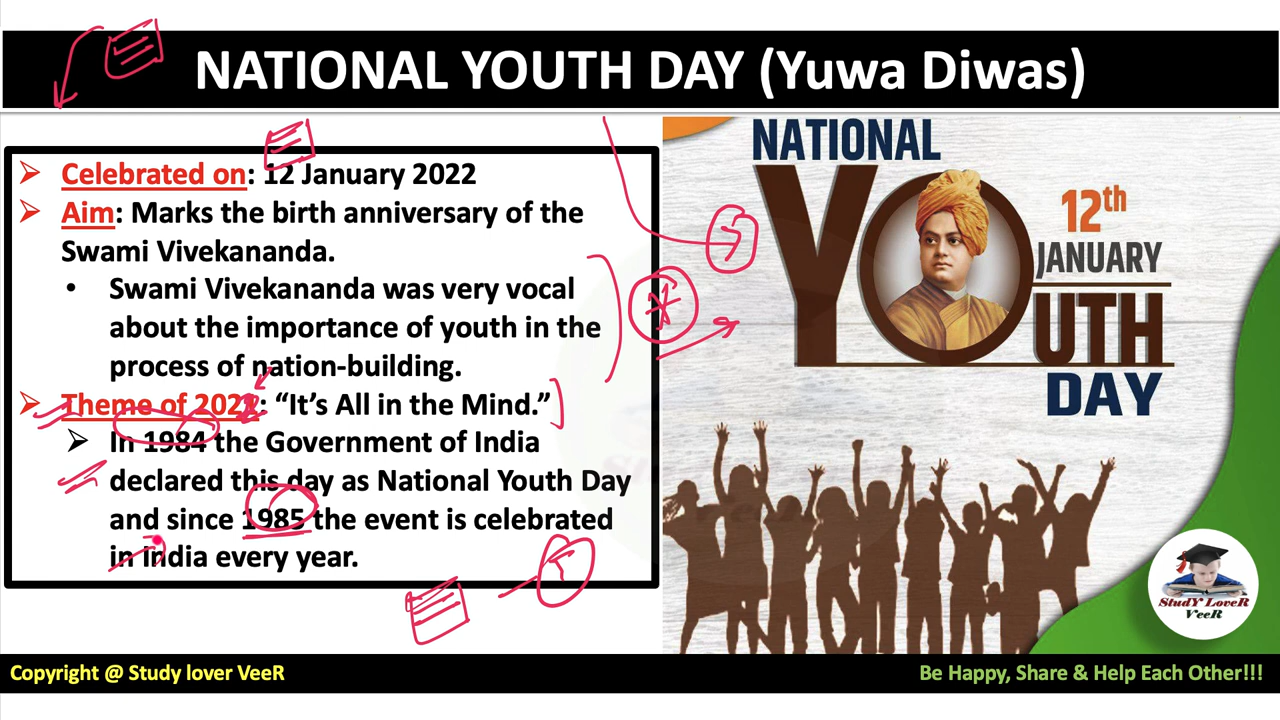 NATIONAL YOUTH DAY (Yuwa Diwas)
➢ Celebrated on: 12 January 2022
➢ Aim: Marks the birth anniversary of the
Swami Vivekananda.
• Swami Vivekananda was very vocal
about the importance of youth in the
process of nation-building.
➢ Theme of 2022: “It’s All in the Mind.”
➢ In 1984 the Government of India
declared this day as National Youth Day
and since 1985 the event is celebrated
in India every year.
NATIONAL
YOUTH
DAY
12th
JANUARY
StudY LoveR
VeeR
Copyright @ Study lover VeeR
Be Happy, Share & Help Each Other!!!